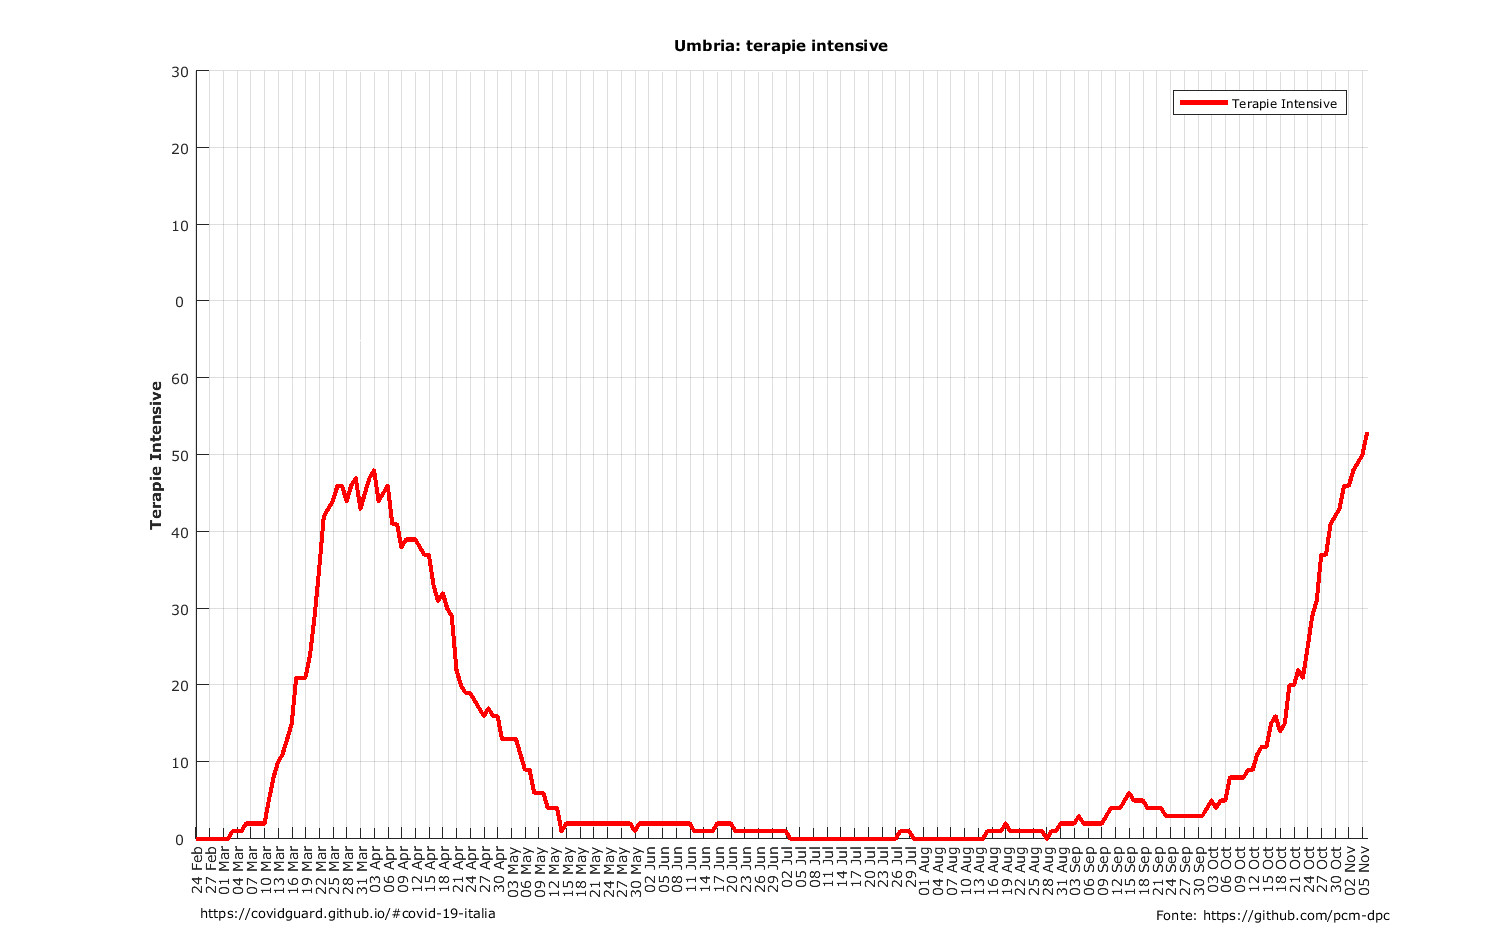 Umbria: terapie intensive
Terapie Intensive
Terapie Intensive
30
20
10
0
60
50
40
30
20
10
0
24 Feb
27 Feb
01 Mar
04 Mar
07 Mar
10 Mar
13 Mar
16 Mar
19 Mar
22 Mar
25 Mar
28 Mar
31 Mar
03 Apr
06 Apr
09 Apr
12 Apr
15 Apr
18 Apr
21 Apr
24 Apr
27 Apr
30 Apr
03 May
06 May
09 May
12 May
15 May
18 May
21 May
24 May
27 May
30 May
02 Jun
05 Jun
08 Jun
11 Jun
14 Jun
17 Jun
20 Jun
23 Jun
26 Jun
29 Jun
02 Jul
05 Jul
08 Jul
11 Jul
14 Jul
17 Jul
20 Jul
23 Jul
26 Jul
29 Jul
01 Aug
04 Aug
07 Aug
10 Aug
13 Aug
16 Aug
19 Aug
22 Aug
25 Aug
28 Aug
31 Aug
03 Sep
06 Sep
09 Sep
12 Sep
15 Sep
18 Sep
21 Sep
24 Sep
27 Sep
30 Sep
03 Oct
06 Oct
09 Oct
12 Oct
15 Oct
18 Oct
21 Oct
24 Oct
27 Oct
30 Oct
02 Nov
05 Nov
https://covidguard.github.io/#covid-19-italia
Fonte: https://github.com/pcm-dpc